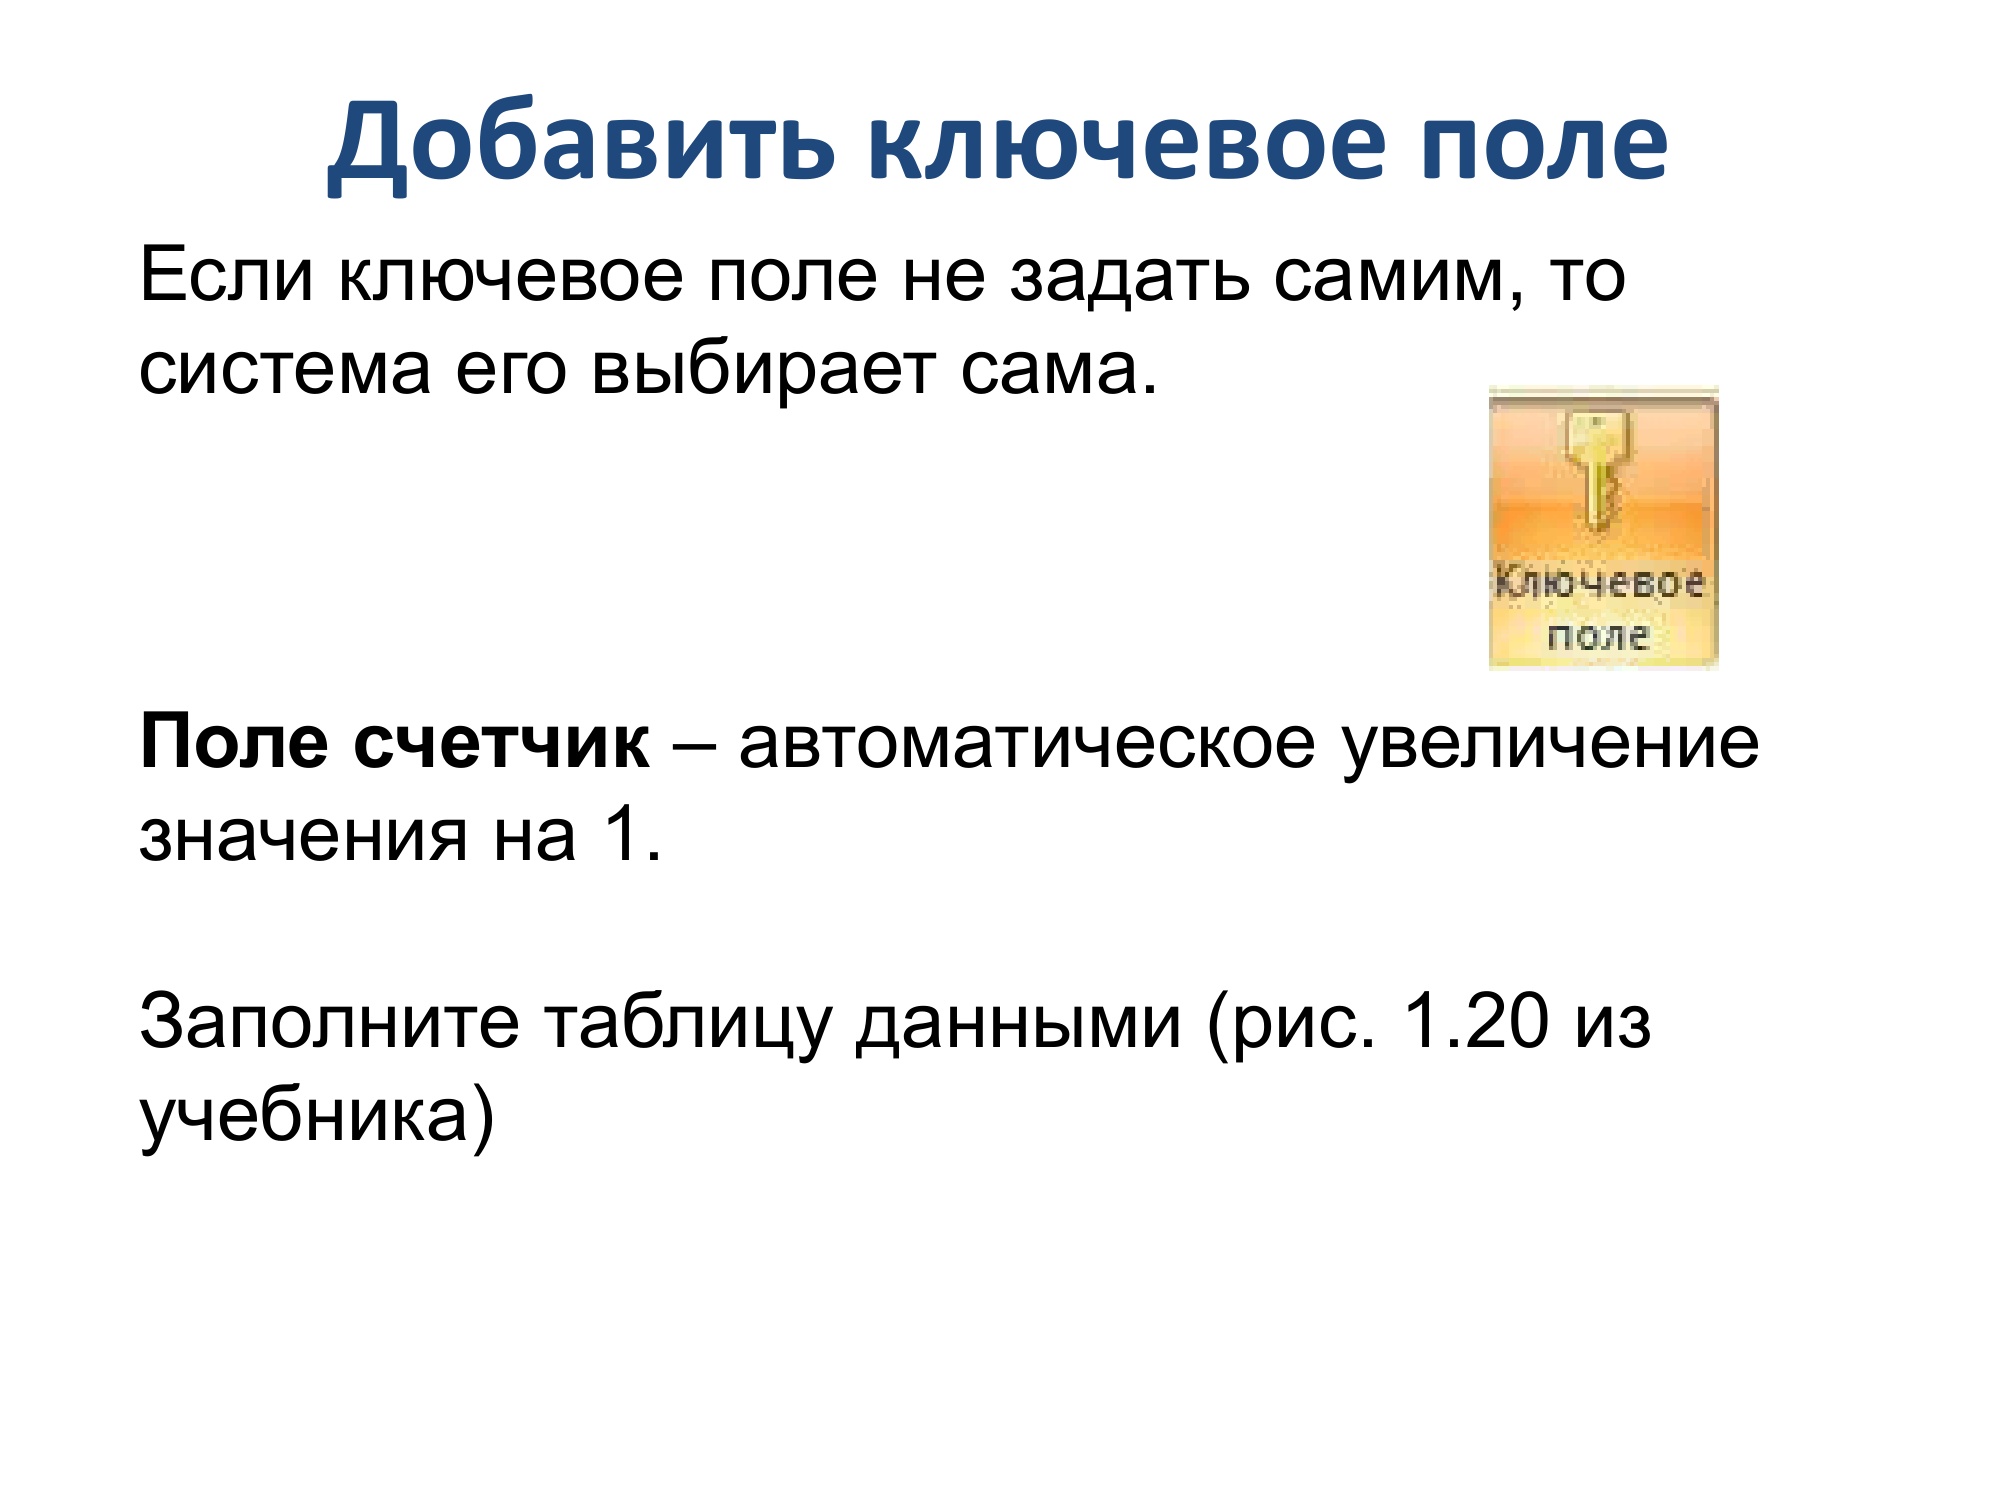 Добавить ключевое поле
Если ключевое поле не задать самим, то
система его выбирает сама.
Ключевое
поле
Поле счетчик – автоматическое увеличение
значения на 1.
Заполните таблицу данными (рис. 1.20 из
учебника)